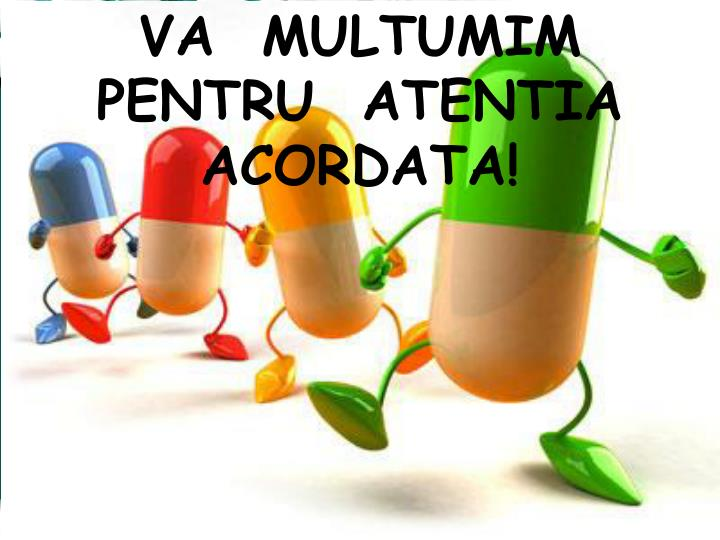 VA MULTUMIM
PENTRU ATENTIA
ACORDATA!